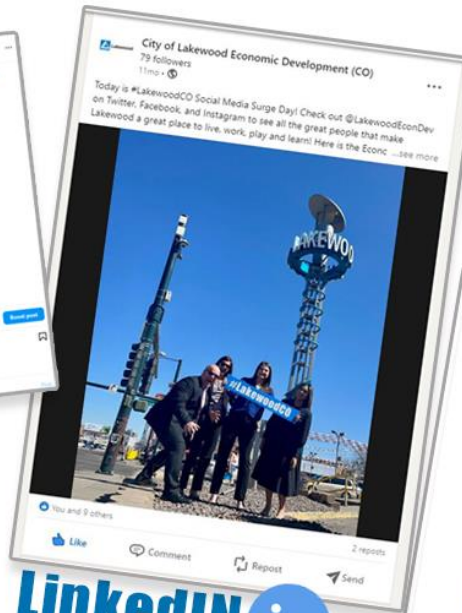 City of Lakewood Economic Development (CO)
79 followers
11mo
Today is #LakewoodCO Social Media Surge Day! Check out @LakewoodEconDev
on Twitter, Facebook, and Instagram to see all the great people that make
Lakewood a great place to live, work, play and learn! Here is the Econc ...see more
LAKEWOO
#LakewoodCO
Boost post
You and 9 others
2 reposts
Like
Comment
Repost
Send
LinkedIN